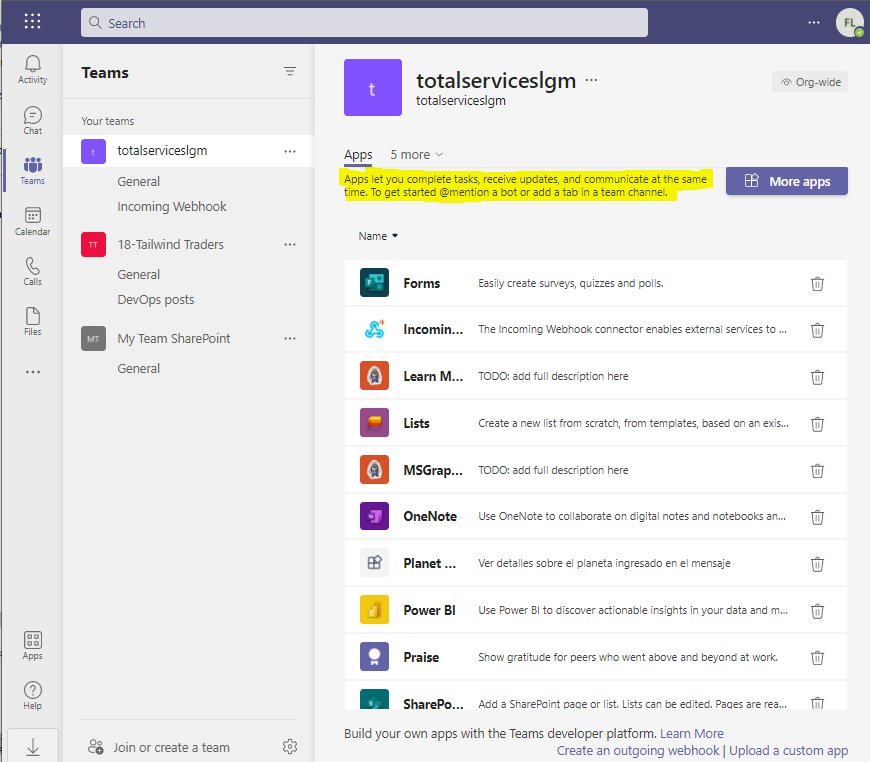 Search
FL
Activity
Chat
Teams
Calendar
Calls
Files
Apps
Help
Teams
Your teams
t
totalserviceslgm
General
Incoming Webhook
TT
18-Tailwind Traders
General
DevOps posts
MT
My Team SharePoint
General
Join or create a team
t
totalserviceslgm
totalserviceslgm
Org-wide
Apps 5 more
Apps let you complete tasks, receive updates, and communicate at the same
time. To get started @mention a bot or add a tab in a team channel.
More apps
Name
Forms Easily create surveys, quizzes and polls.
Incomin... The Incoming Webhook connector enables external services to ...
Learn M... TODO: add full description here
Lists Create a new list from scratch, from templates, based on an exis...
MSGrap... TODO: add full description here
OneNote Use OneNote to collaborate on digital notes and notebooks an...
Planet ... Ver detalles sobre el planeta ingresado en el mensaje
Power BI Use Power BI to discover actionable insights in your data and m...
Praise Show gratitude for peers who went above and beyond at work.
SharePo... Add a SharePoint page or list. Lists can be edited. Pages are rea...
Build your own apps with the Teams developer platform. Learn More
Create an outgoing webhook | Upload a custom app